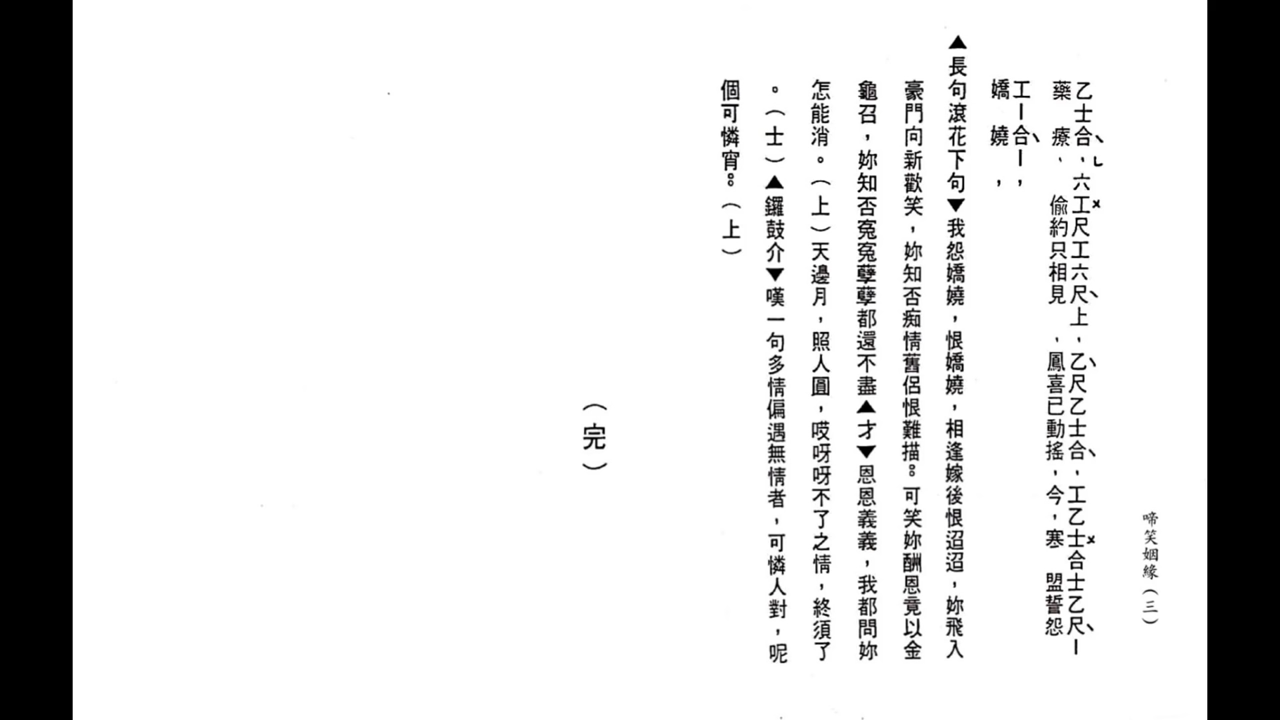 啼笑姻緣(三)
乙士合、,六工尺工六尺上,乙尺乙士合,工乙士合士乙尺ー
藥療、偷約只相見,鳳喜已動搖,今,寒盟誓怨
工ー合ー,
嬌嬈,
▲長句滾花下句▼我怨嬌嬈,恨嬌嬈,相逢嫁後恨迢迢,妳飛入
豪門向新歡笑,妳知否痴情舊侶恨難描。可笑妳酬恩竟以金
龜召,妳知否寃寃孽孽都還不盡▲才▼恩恩義義,我都問妳
怎能消。(上)天邊月,照人圓,哎呀呀不了之情,終須了
。(士)▲鑼鼓介▼嘆一句多情偏遇無情者,可憐人對,呢
個可憐宵。(上)
(完)